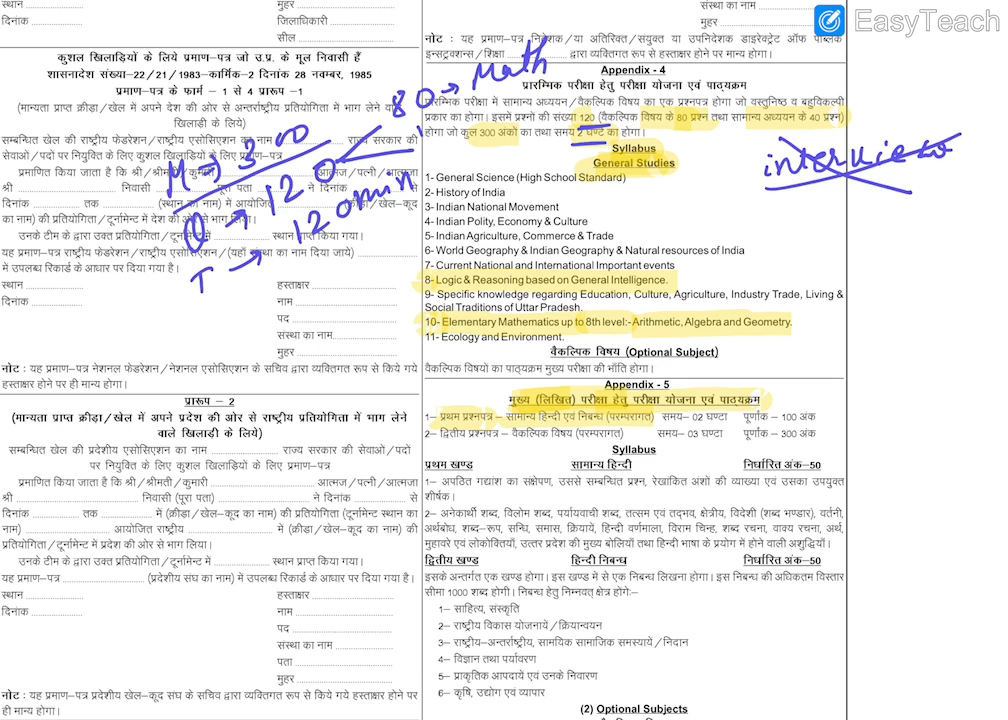 स्थान ........................
दिनांक ........................
मुहर ........................
जिलाधिकारी ........................
सील ........................
कुशल खिलाड़ियों के लिये प्रमाण–पत्र जो उ.प्र. के मूल निवासी हैं
शासनादेश संख्या–22/21/1983–कार्मिक–2 दिनांक 28 नवम्बर, 1985
प्रमाण–पत्र के फार्म – 1 से 4 प्रारूप –1
(मान्यता प्राप्त क्रीड़ा/खेल में अपने देश की ओर से अन्तर्राष्ट्रीय प्रतियोगिता में भाग लेने
खिलाड़ी के लिये)
सम्बन्धित खेल की राष्ट्रीय फेडरेशन/राष्ट्रीय एसोसिएशन का नाम ........................ राज्य सरकार की
सेवाओं/पदों पर नियुक्ति के लिए कुशल खिलाड़ियों के लिए प्रमाण–पत्र
प्रमाणित किया जाता है कि श्री/श्रीमती/कुमारी ........................ आत्मज/पत्नी/आत्मजा
श्री ........................ निवासी ........................ पूरा पता ........................ ने दिनांक ........................ से
दिनांक ........................ तक ........................ (स्थान का नाम) में आयोजित ........................ (क्रीड़ा/खेल–कूद
का नाम) की प्रतियोगिता/टूर्नामेन्ट में देश की ओर से भाग लिया।
उनके टीम के द्वारा उक्त प्रतियोगिता/टूर्नामेन्ट में ........................ स्थान प्राप्त किया गया।
यह प्रमाण–पत्र राष्ट्रीय फेडरेशन/राष्ट्रीय एसोसिएशन/(यहाँ संस्था का नाम दिया जाये) ........................
में उपलब्ध रिकार्ड के आधार पर दिया गया है।
स्थान ........................
दिनांक ........................
हस्ताक्षर ........................
नाम ........................
पद ........................
संस्था का नाम........................
मुहर ........................
नोट : यह प्रमाण–पत्र नेशनल फेडरेशन/नेशनल एसोसिएशन के सचिव द्वारा व्यक्तिगत रूप से किये गये
हस्ताक्षर होने पर ही मान्य होगा।
प्रारूप – 2
(मान्यता प्राप्त क्रीड़ा/खेल में अपने प्रदेश की ओर से राष्ट्रीय प्रतियोगिता में भाग लेने
वाले खिलाड़ी के लिये)
सम्बन्धित खेल की प्रदेशीय एसोसिएशन का नाम ........................ राज्य सरकार की सेवाओं/पदों
पर नियुक्ति के लिए कुशल खिलाड़ियों के लिए प्रमाण–पत्र
प्रमाणित किया जाता है कि श्री/श्रीमती/कुमारी ........................ आत्मज/पत्नी/आत्मजा
श्री ........................ निवासी (पूरा पता) ........................ ने दिनांक ........................ से
दिनांक ........................ तक ........................ में (क्रीड़ा/खेल–कूद का नाम) की प्रतियोगिता (टूर्नामेन्ट स्थान का
नाम) ........................ आयोजित राष्ट्रीय ........................ में (क्रीड़ा/खेल–कूद का नाम) की
प्रतियोगिता/टूर्नामेन्ट में प्रदेश की ओर से भाग लिया।
उनके टीम के द्वारा उक्त प्रतियोगिता/टूर्नामेन्ट में ........................ स्थान प्राप्त किया गया।
यह प्रमाण–पत्र ........................ (प्रदेशीय संघ का नाम) में उपलब्ध रिकार्ड के आधार पर दिया गया है।
स्थान ........................
दिनांक ........................
हस्ताक्षर ........................
नाम ........................
पद ........................
संस्था का नाम ........................
पता ........................
मुहर ........................
नोट : यह प्रमाण–पत्र प्रदेशीय खेल–कूद संघ के सचिव द्वारा व्यक्तिगत रूप से किये गये हस्ताक्षर होने पर
ही मान्य होगा।
M → 300
Q → 120
T → 120min
80 → Math
interview
EasyTeach
संस्था का नाम ........................
मुहर ........................
नोट : यह प्रमाण–पत्र निदेशक/या अतिरिक्त/संयुक्त या उपनिदेशक डाइरेक्ट्रेट ऑफ पब्लिक
इन्सट्रक्शन्स/शिक्षा ........................ द्वारा व्यक्तिगत रूप से हस्ताक्षर होने पर मान्य होगा।
Appendix - 4
प्रारम्भिक परीक्षा हेतु परीक्षा योजना एवं पाठ्यक्रम
प्रारम्भिक परीक्षा में सामान्य अध्ययन/वैकल्पिक विषय का एक प्रश्नपत्र होगा जो वस्तुनिष्ठ व बहुविकल्पी
प्रकार का होगा। इसमें प्रश्नों की संख्या 120 (वैकल्पिक विषय के 80 प्रश्न तथा सामान्य अध्ययन के 40 प्रश्न)
होगा जो कुल 300 अंकों का तथा समय 2 घण्टे का होगा।
Syllabus
General Studies
1- General Science (High School Standard)
2- History of India
3- Indian National Movement
4- Indian Polity, Economy & Culture
5- Indian Agriculture, Commerce & Trade
6- World Geography & Indian Geography & Natural resources of India
7- Current National and International Important events
8- Logic & Reasoning based on General Intelligence.
9- Specific knowledge regarding Education, Culture, Agriculture, Industry Trade, Living &
Social Traditions of Uttar Pradesh.
10- Elementary Mathematics up to 8th level:- Arithmetic, Algebra and Geometry.
11- Ecology and Environment.
वैकल्पिक विषय (Optional Subject)
वैकल्पिक विषयों का पाठ्यक्रम मुख्य परीक्षा की भाँति होगा।
Appendix - 5
मुख्य (लिखित) परीक्षा हेतु परीक्षा योजना एवं पाठ्यक्रम
1– प्रथम प्रश्नपत्र – सामान्य हिन्दी एवं निबन्ध (परम्परागत) समय– 02 घण्टा पूर्णांक – 100 अंक
2– द्वितीय प्रश्नपत्र – वैकल्पिक विषय (परम्परागत) समय– 03 घण्टा पूर्णांक – 300 अंक
Syllabus
प्रथम खण्ड सामान्य हिन्दी निर्धारित अंक–50
1– अपठित गद्यांश का संक्षेपण, उससे सम्बन्धित प्रश्न, रेखांकित अंशों की व्याख्या एवं उसका उपयुक्त
शीर्षक।
2– अनेकार्थी शब्द, विलोम शब्द, पर्यायवाची शब्द, तत्सम एवं तद्भव, क्षेत्रीय, विदेशी (शब्द भण्डार), वर्तनी,
अर्थबोध, शब्द–रूप, सन्धि, समास, क्रियायें, हिन्दी वर्णमाला, विराम चिन्ह, शब्द रचना, वाक्य रचना, अर्थ,
मुहावरे एवं लोकोक्तियाँ, उत्तर प्रदेश की मुख्य बोलियाँ तथा हिन्दी भाषा के प्रयोग में होने वाली अशुद्धियाँ।
द्वितीय खण्ड हिन्दी निबन्ध निर्धारित अंक–50
इसके अन्तर्गत एक खण्ड होगा। इस खण्ड में से एक निबन्ध लिखना होगा। इस निबन्ध की अधिकतम विस्तार
सीमा 1000 शब्द होगी। निबन्ध हेतु निम्नवत् क्षेत्र होंगे:–
1– साहित्य, संस्कृति
2– राष्ट्रीय विकास योजनायें/क्रियान्वयन
3– राष्ट्रीय–अन्तर्राष्ट्रीय, सामयिक सामाजिक समस्यायें/निदान
4– विज्ञान तथा पर्यावरण
5– प्राकृतिक आपदायें एवं उनके निवारण
6– कृषि, उद्योग एवं व्यापार
(2) Optional Subjects